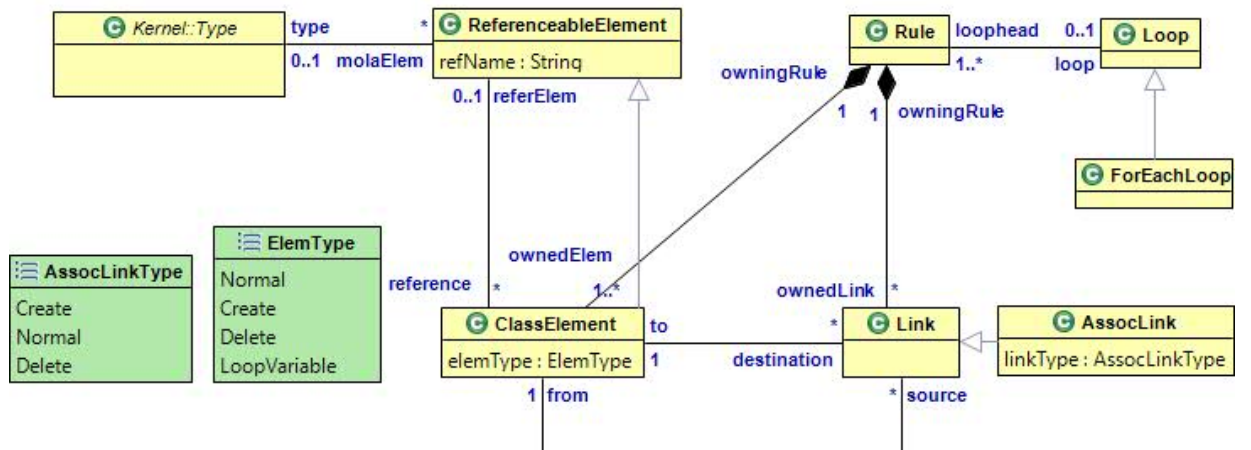 Kernel::Type
type
*
0..1
molaElem
ReferenceableElement
refName : String
0..1
referElem
Rule
loophead
0..1
1..*
loop
Loop
owningRule
1
1
owningRule
ForEachLoop
AssocLinkType
Create
Normal
Delete
ElemType
Normal
Create
Delete
LoopVariable
ownedElem
reference
*
1..*
ownedLink
*
ClassElement
elemType : ElemType
to
*
1
destination
Link
AssocLink
linkType : AssocLinkType
1
from
*
source